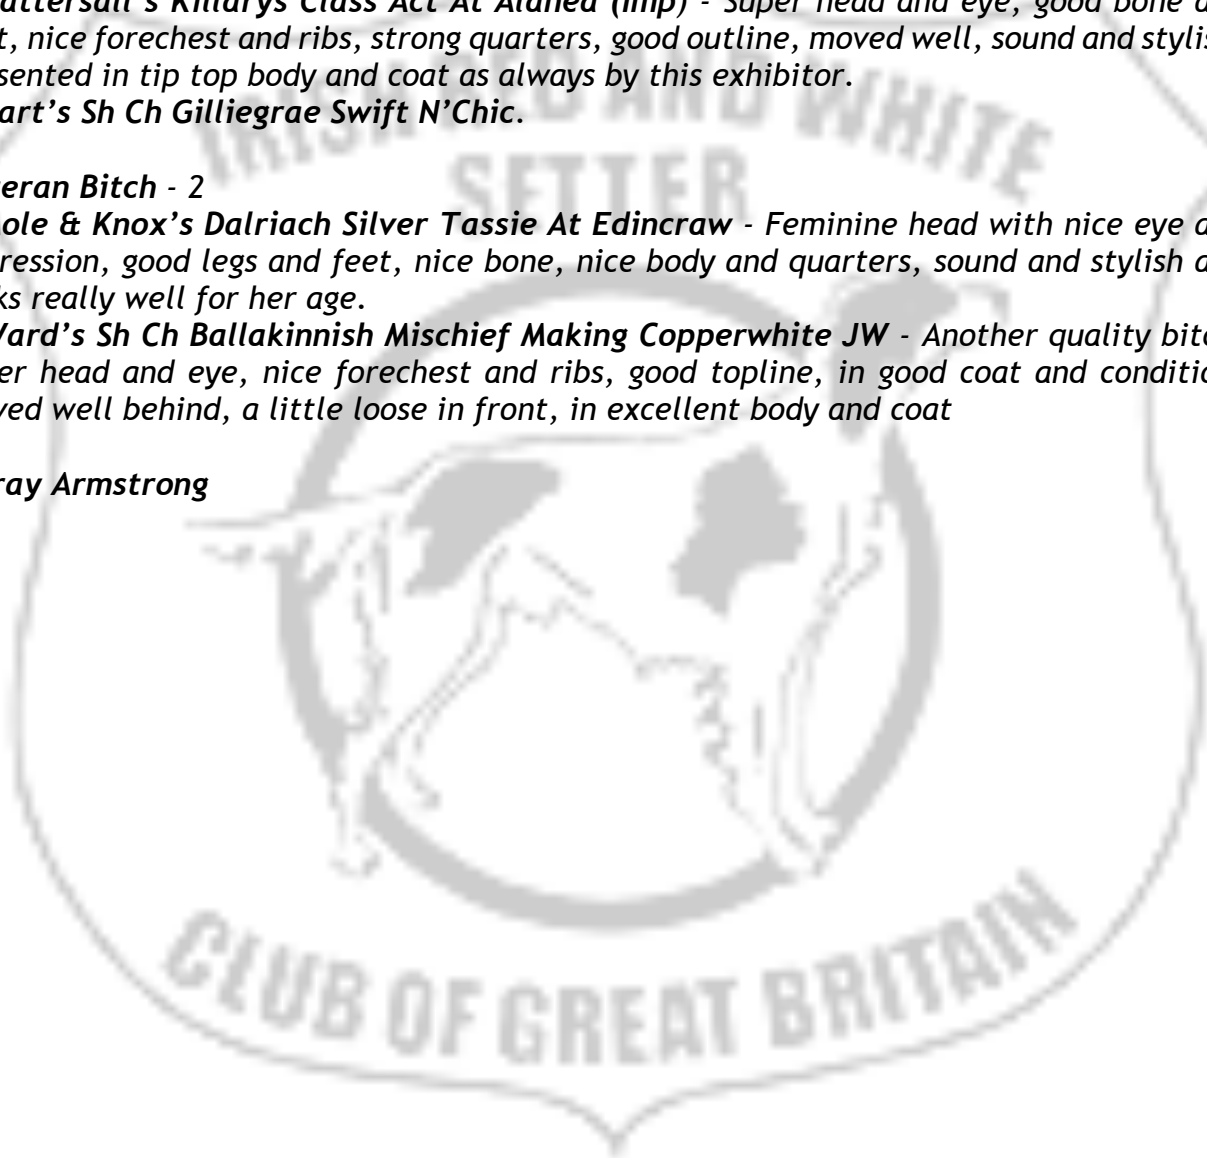 attersall's Killarys Class Act At Alanea (Imp) - Super head and eye, good bone a
t, nice forechest and ribs, strong quarters, good outline, moved well, sound and stylis
sented in tip top body and coat as always by this exhibitor.
art's Sh Ch Gilliegrae Swift N'Chic.
eran Bitch - 2
ole & Knox's Dalriach Silver Tassie At Edincraw - Feminine head with nice eye a
ression, good legs and feet, nice bone, nice body and quarters, sound and stylish a
ks really well for her age.
Ward's Sh Ch Ballakinnish Mischief Making Copperwhite JW - Another quality bitc
er head and eye, nice forechest and ribs, good topline, in good coat and conditio
ved well behind, a little loose in front, in excellent body and coat
ray Armstrong
IRISH RED AND WHITE
SETTER
CLUB OF GREAT BRITAIN